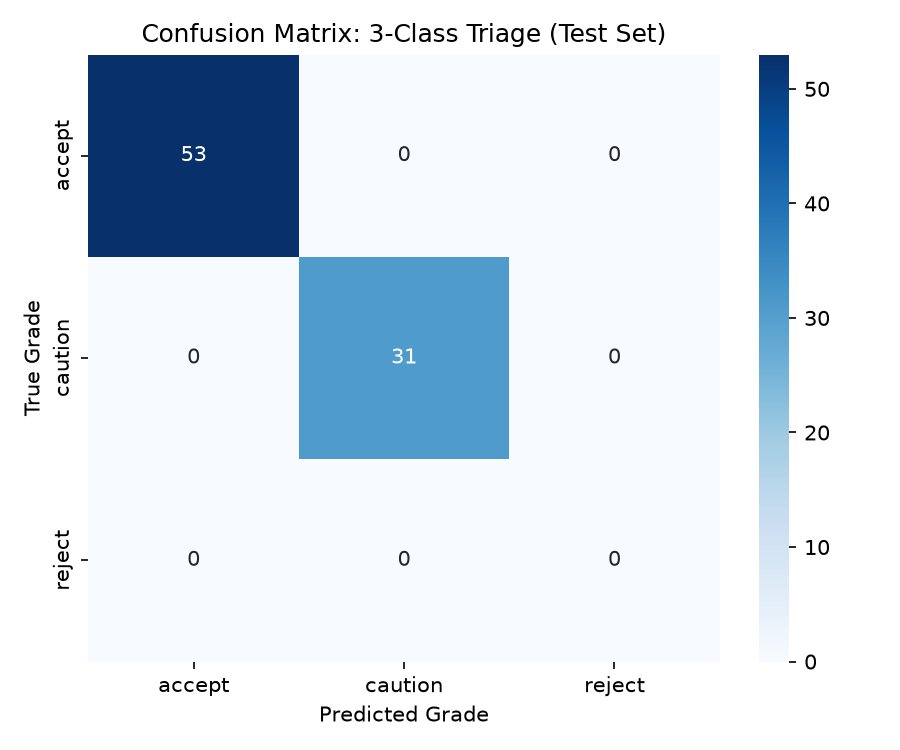 Confusion Matrix: 3-Class Triage (Test Set)
True Grade
accept
53 0 0
caution
0 31 0
reject
0 0 0
accept caution reject
Predicted Grade
50
40
30
20
10
0